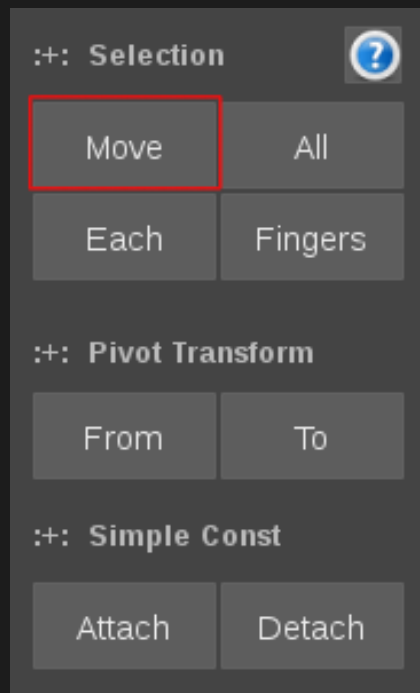 :+: Selection ?
Move All
Each Fingers
:+: Pivot Transform
From To
:+: Simple Const
Attach Detach